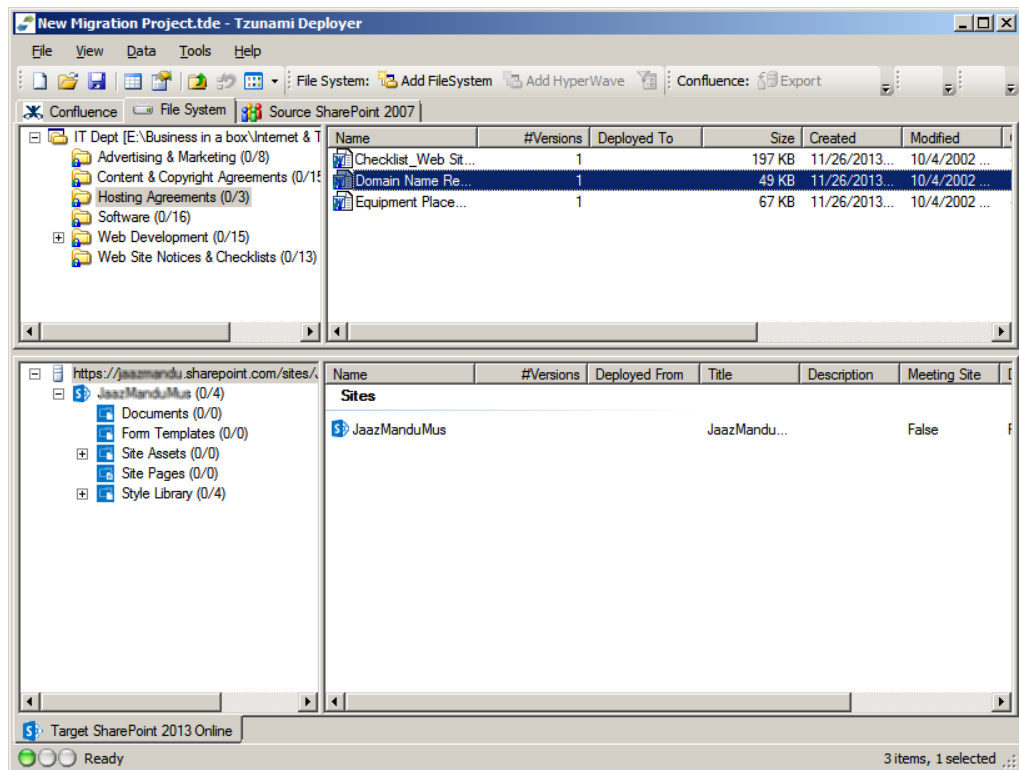 New Migration Project.tde - Tzunami Deployer
File View Data Tools Help
File System: Add FileSystem Add HyperWave Confluence: Export
Confluence File System Source SharePoint 2007
IT Dept [E:\Business in a box\Internet & T
Advertising & Marketing (0/8)
Content & Copyright Agreements (0/15
Hosting Agreements (0/3)
Software (0/16)
Web Development (0/15)
Web Site Notices & Checklists (0/13)
Name #Versions Deployed To Size Created Modified
Checklist_Web Sit... 1 197 KB 11/26/2013... 10/4/2002 ...
Domain Name Re... 1 49 KB 11/26/2013... 10/4/2002 ...
Equipment Place... 1 67 KB 11/26/2013... 10/4/2002 ...
https://jaazmandu.sharepoint.com/sites/
JaazManduMus (0/4)
Documents (0/0)
Form Templates (0/0)
Site Assets (0/0)
Site Pages (0/0)
Style Library (0/4)
Name #Versions Deployed From Title Description Meeting Site
Sites
JaazManduMus JaazMandu... False
Target SharePoint 2013 Online
Ready 3 items, 1 selected